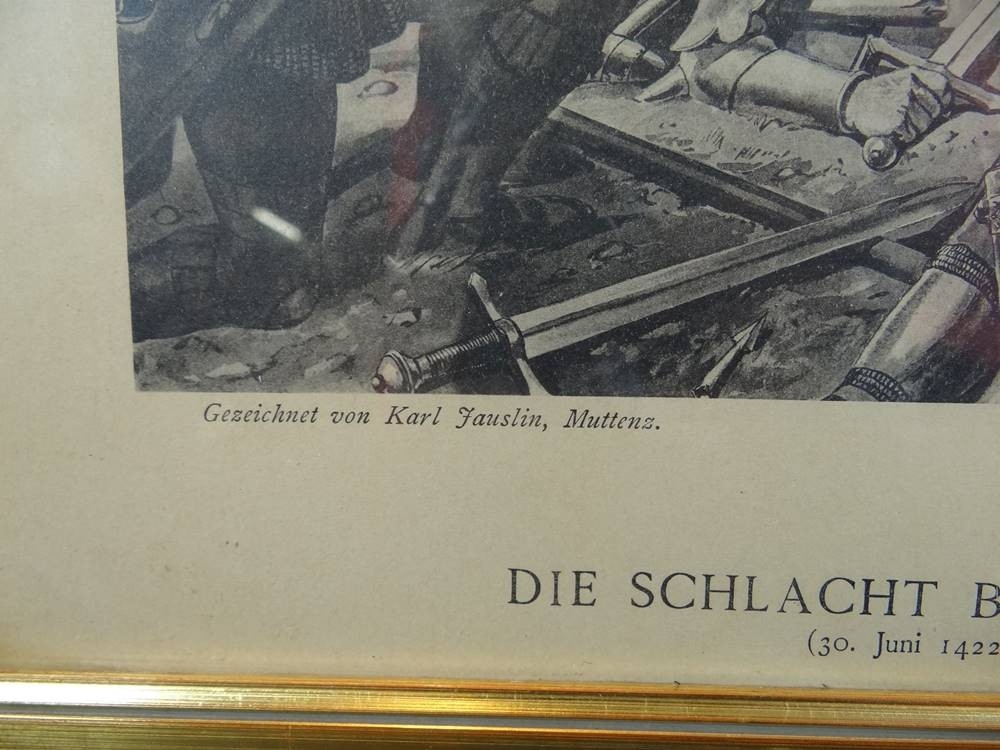 Gezeichnet von Karl Jauslin, Muttenz.
DIE SCHLACHT B
(30. Juni 1422